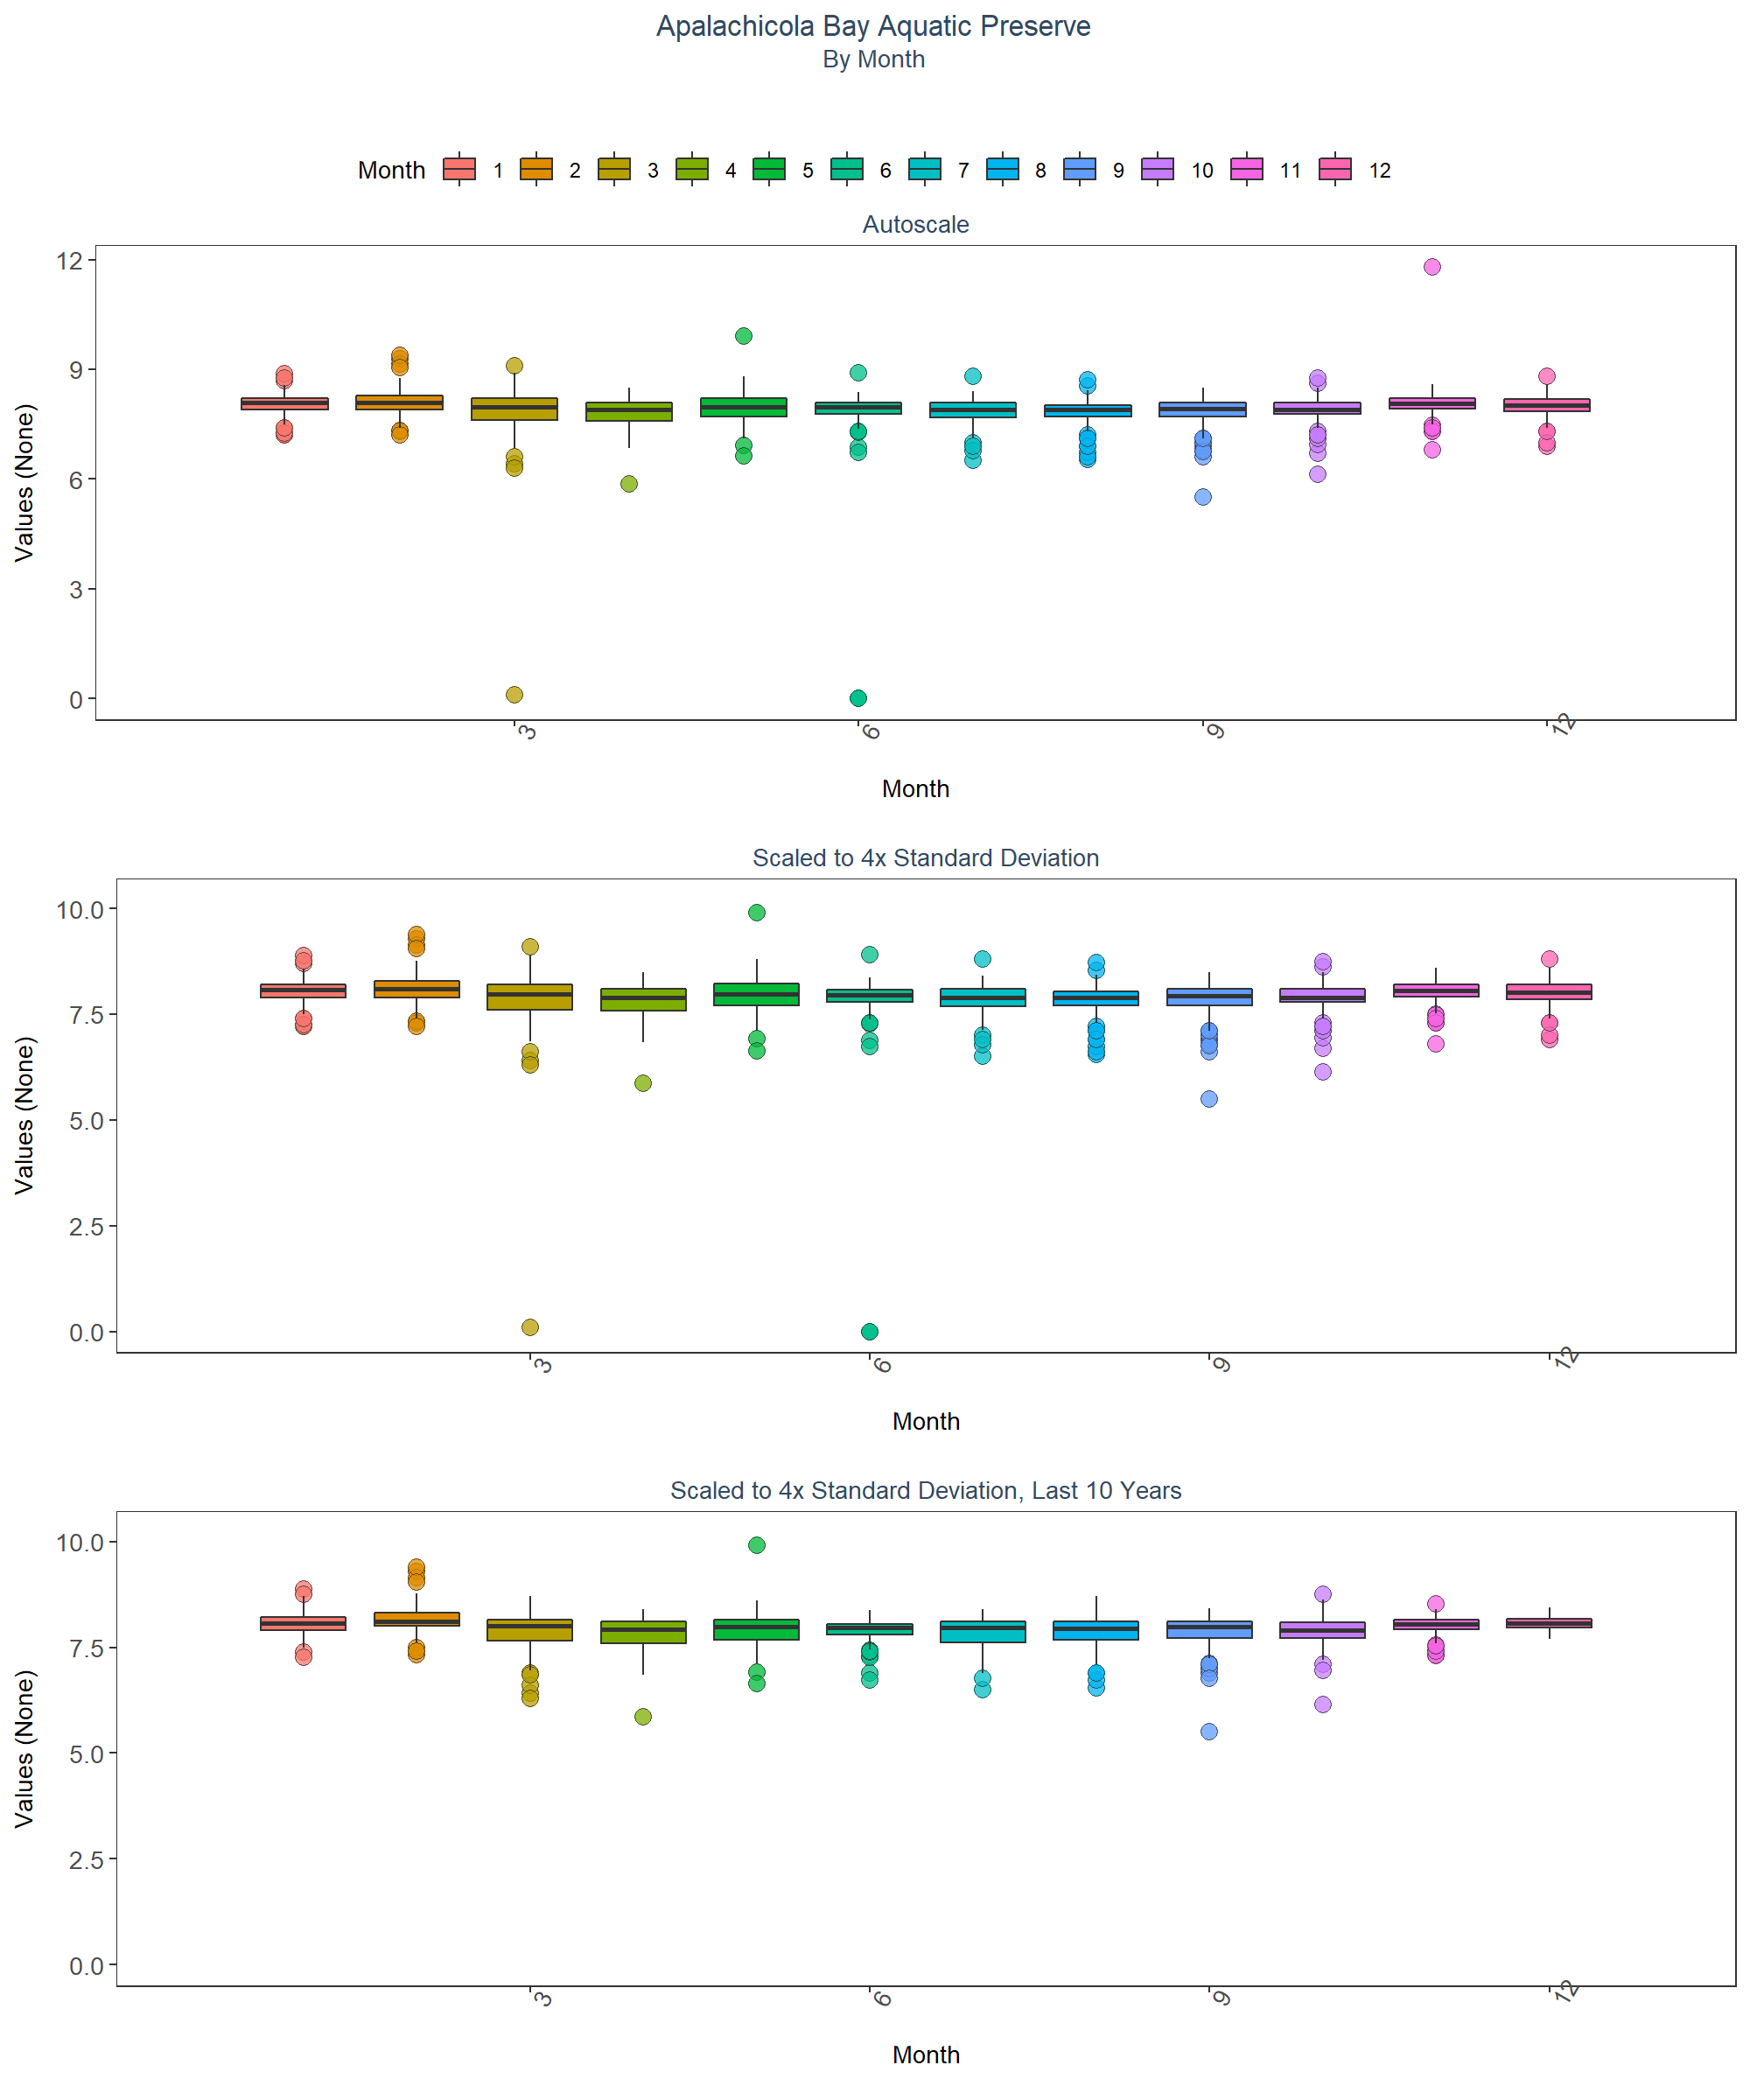 Apalachicola Bay Aquatic Preserve
By Month
Month 1 2 3 4 5 6 7 8 9 10 11 12
Autoscale
12
9
6
3
0
Values (None)
3 6 9 12
Month
Scaled to 4x Standard Deviation
10.0
7.5
5.0
2.5
0.0
Values (None)
3 6 9 12
Month
Scaled to 4x Standard Deviation, Last 10 Years
10.0
7.5
5.0
2.5
0.0
Values (None)
3 6 9 12
Month